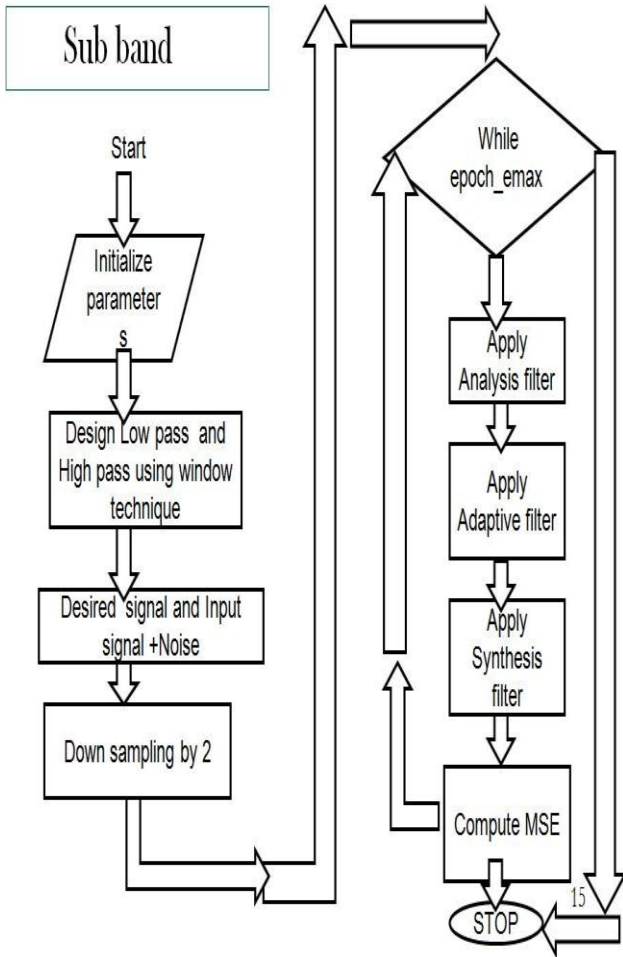 Sub band
Start
Initialize
parameter
s
Design Low pass and
High pass using window
technique
Desired signal and Input
signal +Noise
Down sampling by 2
While
epoch_emax
Apply
Analysis filter
Apply
Adaptive filter
Apply
Synthesis
filter
Compute MSE
15
STOP